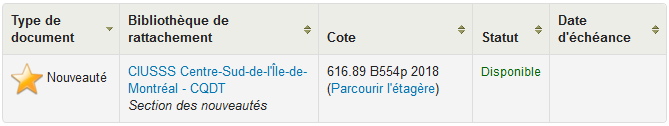 Type de document
Bibliothèque de rattachement
Cote
Statut
Date d'échéance
Nouveauté
CIUSSS Centre-Sud-de-l'Île-de-
Montréal - CQDT
Section des nouveautés
616.89 B554p 2018
(Parcourir l'étagère)
Disponible